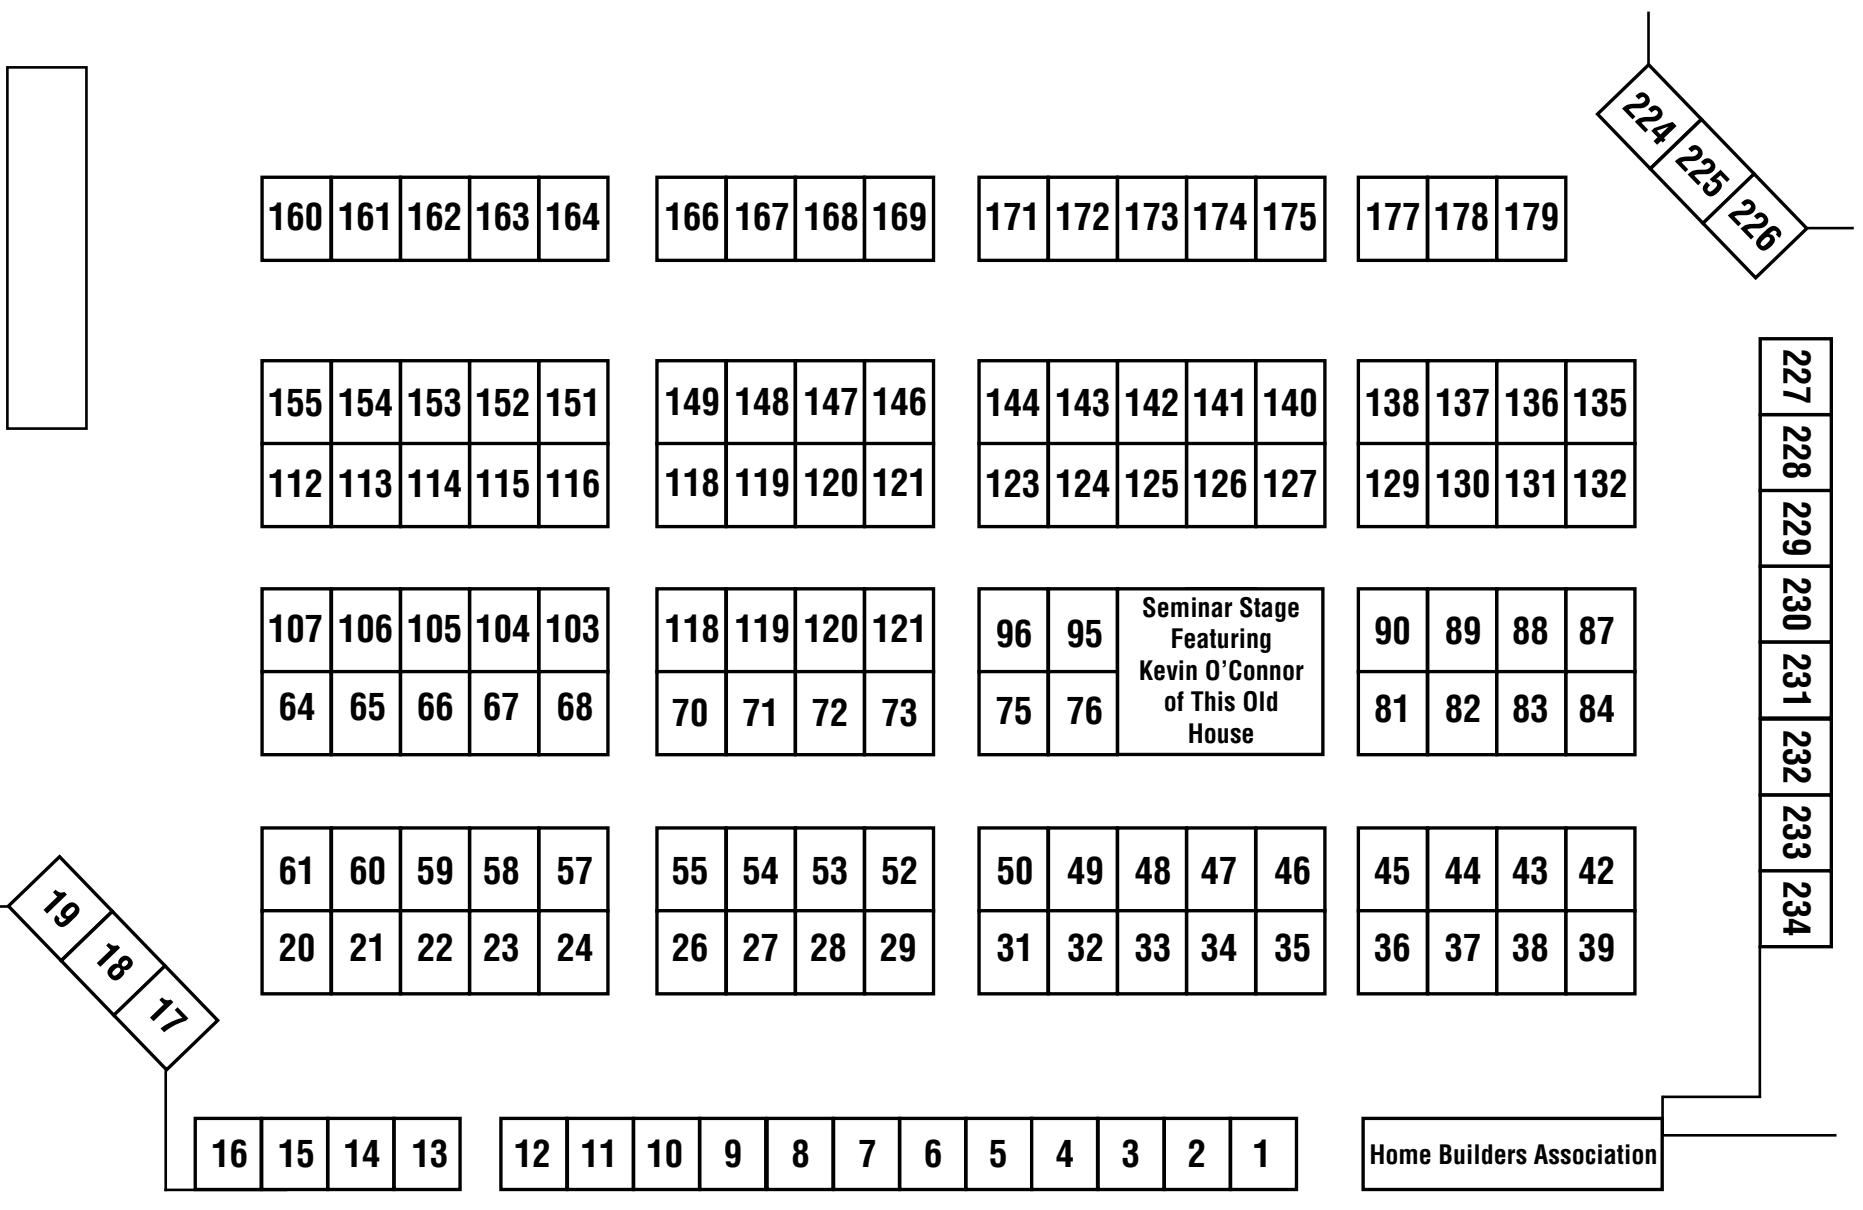 224
225
226
160 161 162 163 164 166 167 168 169 171 172 173 174 175 177 178 179
155 154 153 152 151 149 148 147 146 144 143 142 141 140 138 137 136 135
112 113 114 115 116 118 119 120 121 123 124 125 126 127 129 130 131 132
107 106 105 104 103 118 119 120 121 96 95
Seminar Stage
Featuring
Kevin O’Connor
of This Old
House
90 89 88 87
64 65 66 67 68 70 71 72 73 75 76 81 82 83 84
61 60 59 58 57 55 54 53 52 50 49 48 47 46 45 44 43 42
20 21 22 23 24 26 27 28 29 31 32 33 34 35 36 37 38 39
227
228
229
230
231
232
233
234
19
18
17
16 15 14 13 12 11 10 9 8 7 6 5 4 3 2 1
Home Builders Association